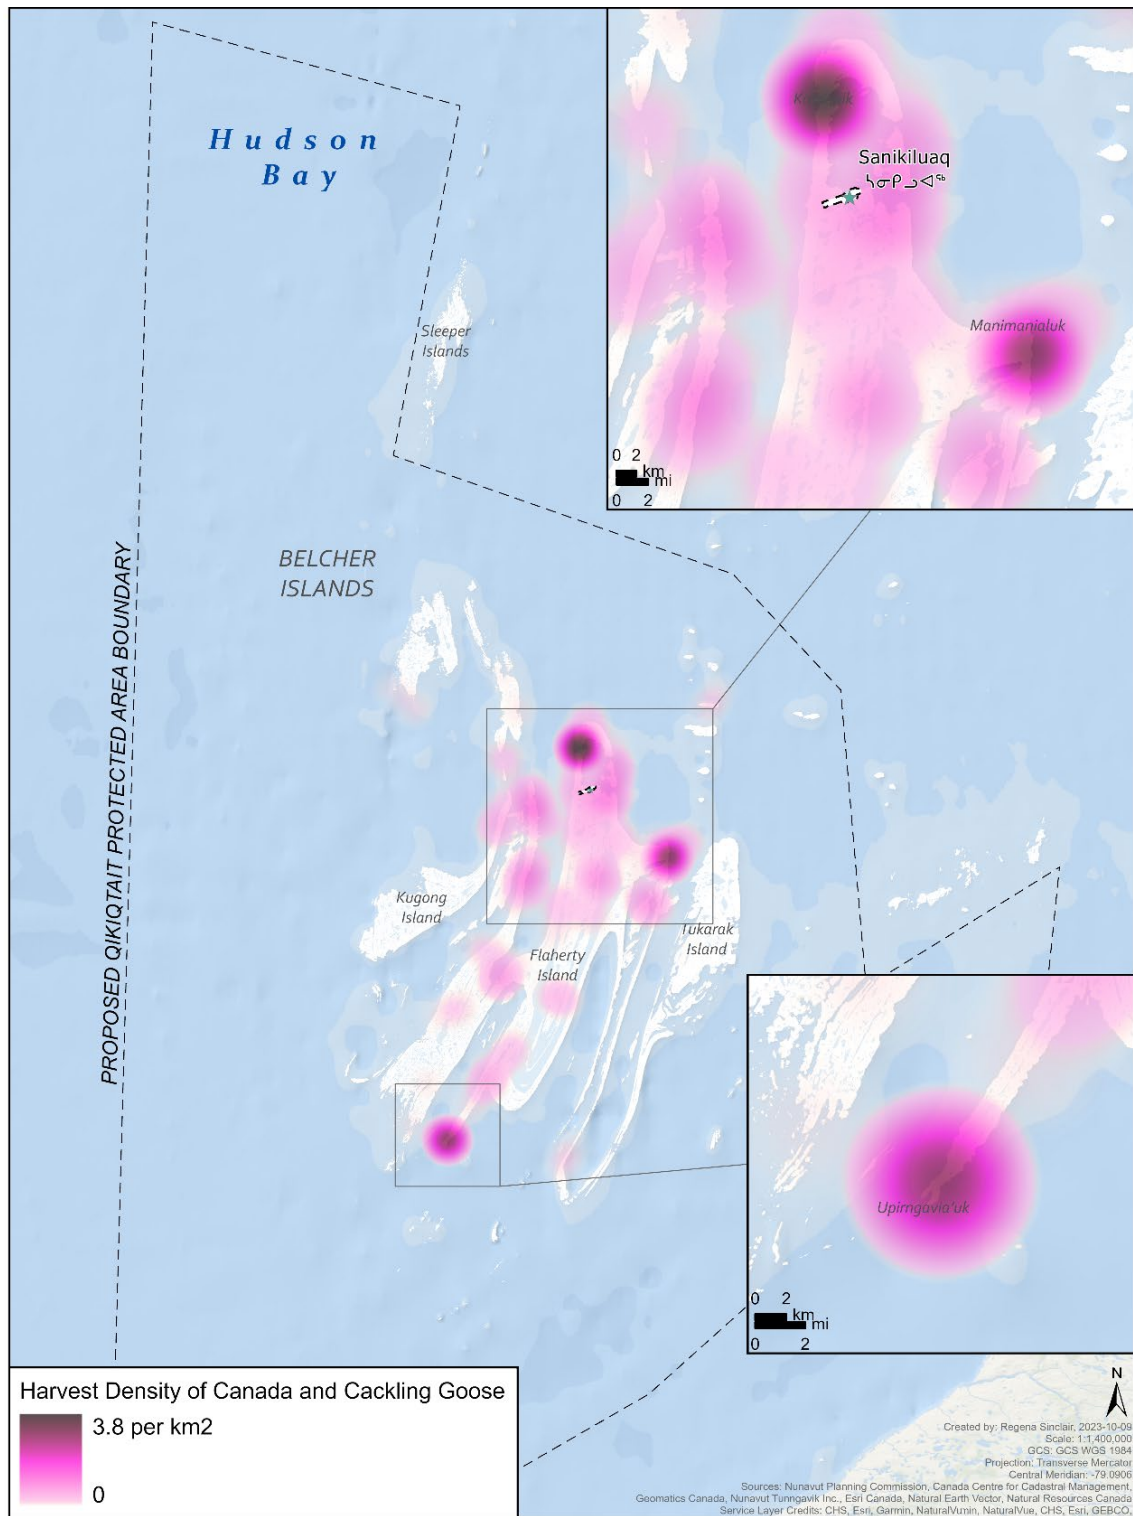 Hudson
Bay
Sanikiluaq
ᓴᓂᑭᓗᐊᖅ
Manimanialuk
0 2
km
mi
0 2
Sleeper
Islands
BELCHER
ISLANDS
PROPOSED QIKIQTAIT PROTECTED AREA BOUNDARY
Kugong
Island
Flaherty
Island
Tukarak
Island
Upirngavia'uk
0 2
km
mi
0 2
Harvest Density of Canada and Cackling Goose
3.8 per km2
0
N
Created by: Regena Sinclair, 2023-10-09
Scale: 1:1,400,000
GCS: GCS WGS 1984
Projection: Transverse Mercator
Central Meridian: -79.0906
Sources: Nunavut Planning Commission, Canada Centre for Cadastral Management,
Geomatics Canada, Nunavut Tunngavik Inc., Esri Canada, Natural Earth Vector, Natural Resources Canada
Service Layer Credits: CHS, Esri, Garmin, NaturalVue, CHS, Esri, GEBCO,